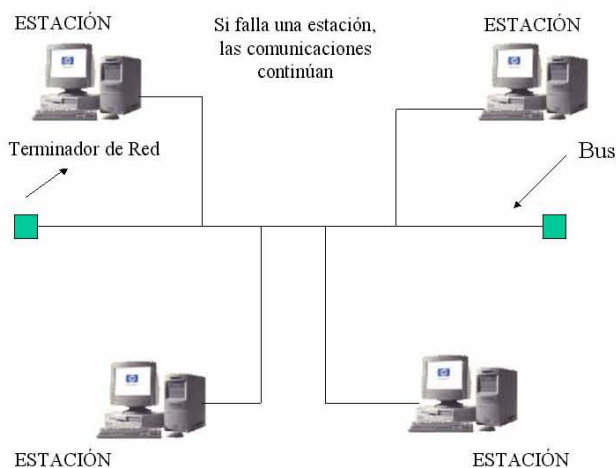 ESTACIÓN
Si falla una estación,
las comunicaciones
continúan
ESTACIÓN
Terminador de Red
Bus
ESTACIÓN
ESTACIÓN